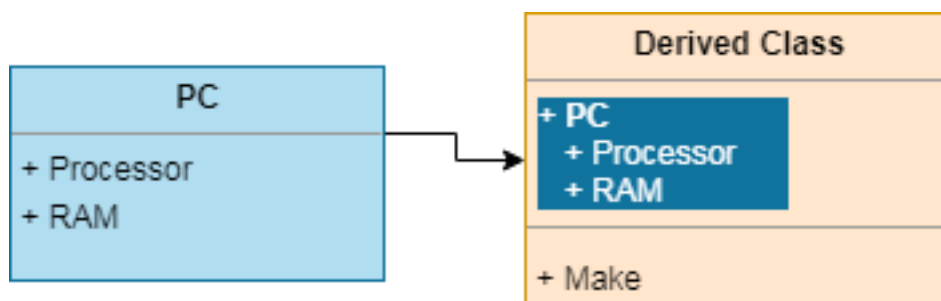 PC
+ Processor
+ RAM
Derived Class
+ PC
+ Processor
+ RAM
+ Make